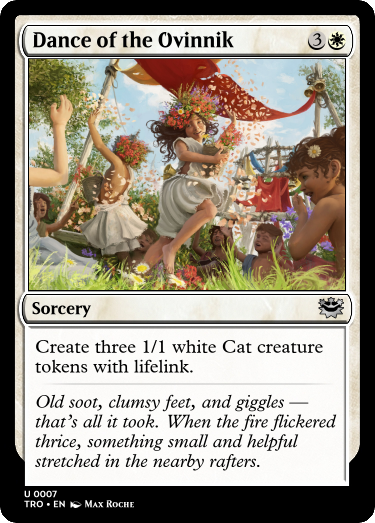 Dance of the Ovinnik 3
Sorcery
Create three 1/1 white Cat creature
tokens with lifelink.
Old soot, clumsy feet, and giggles —
that's all it took. When the fire flickered
thrice, something small and helpful
stretched in the nearby rafters.
U 0007
TRO • EN Max Roche